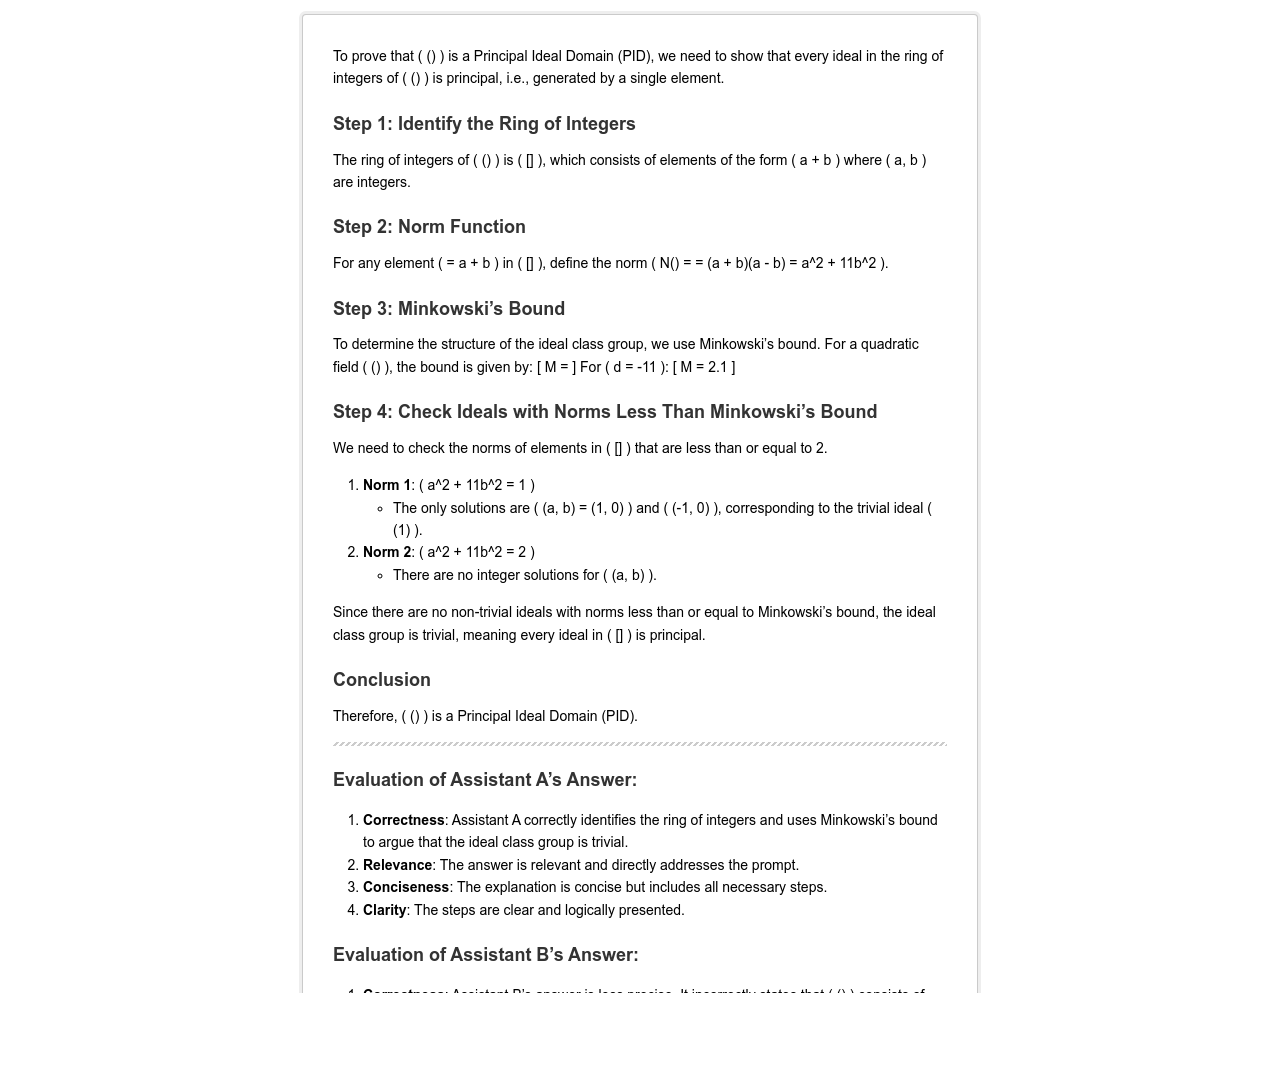 To prove that ( () ) is a Principal Ideal Domain (PID), we need to show that every ideal in the ring of
integers of ( () ) is principal, i.e., generated by a single element.
Step 1: Identify the Ring of Integers
The ring of integers of ( () ) is ( [] ), which consists of elements of the form ( a + b ) where ( a, b )
are integers.
Step 2: Norm Function
For any element ( = a + b ) in ( [] ), define the norm ( N() = = (a + b)(a - b) = a^2 + 11b^2 ).
Step 3: Minkowski’s Bound
To determine the structure of the ideal class group, we use Minkowski’s bound. For a quadratic
field ( () ), the bound is given by: [ M = ] For ( d = -11 ): [ M = 2.1 ]
Step 4: Check Ideals with Norms Less Than Minkowski’s Bound
We need to check the norms of elements in ( [] ) that are less than or equal to 2.
1. Norm 1: ( a^2 + 11b^2 = 1 )
◦ The only solutions are ( (a, b) = (1, 0) ) and ( (-1, 0) ), corresponding to the trivial ideal (
(1) ).
2. Norm 2: ( a^2 + 11b^2 = 2 )
◦ There are no integer solutions for ( (a, b) ).
Since there are no non-trivial ideals with norms less than or equal to Minkowski’s bound, the ideal
class group is trivial, meaning every ideal in ( [] ) is principal.
Conclusion
Therefore, ( () ) is a Principal Ideal Domain (PID).
Evaluation of Assistant A’s Answer:
1. Correctness: Assistant A correctly identifies the ring of integers and uses Minkowski’s bound
to argue that the ideal class group is trivial.
2. Relevance: The answer is relevant and directly addresses the prompt.
3. Conciseness: The explanation is concise but includes all necessary steps.
4. Clarity: The steps are clear and logically presented.
Evaluation of Assistant B’s Answer:
1. Correctness: Assistant B’s answer is less precise. It incorrectly states that ( () ) consists of